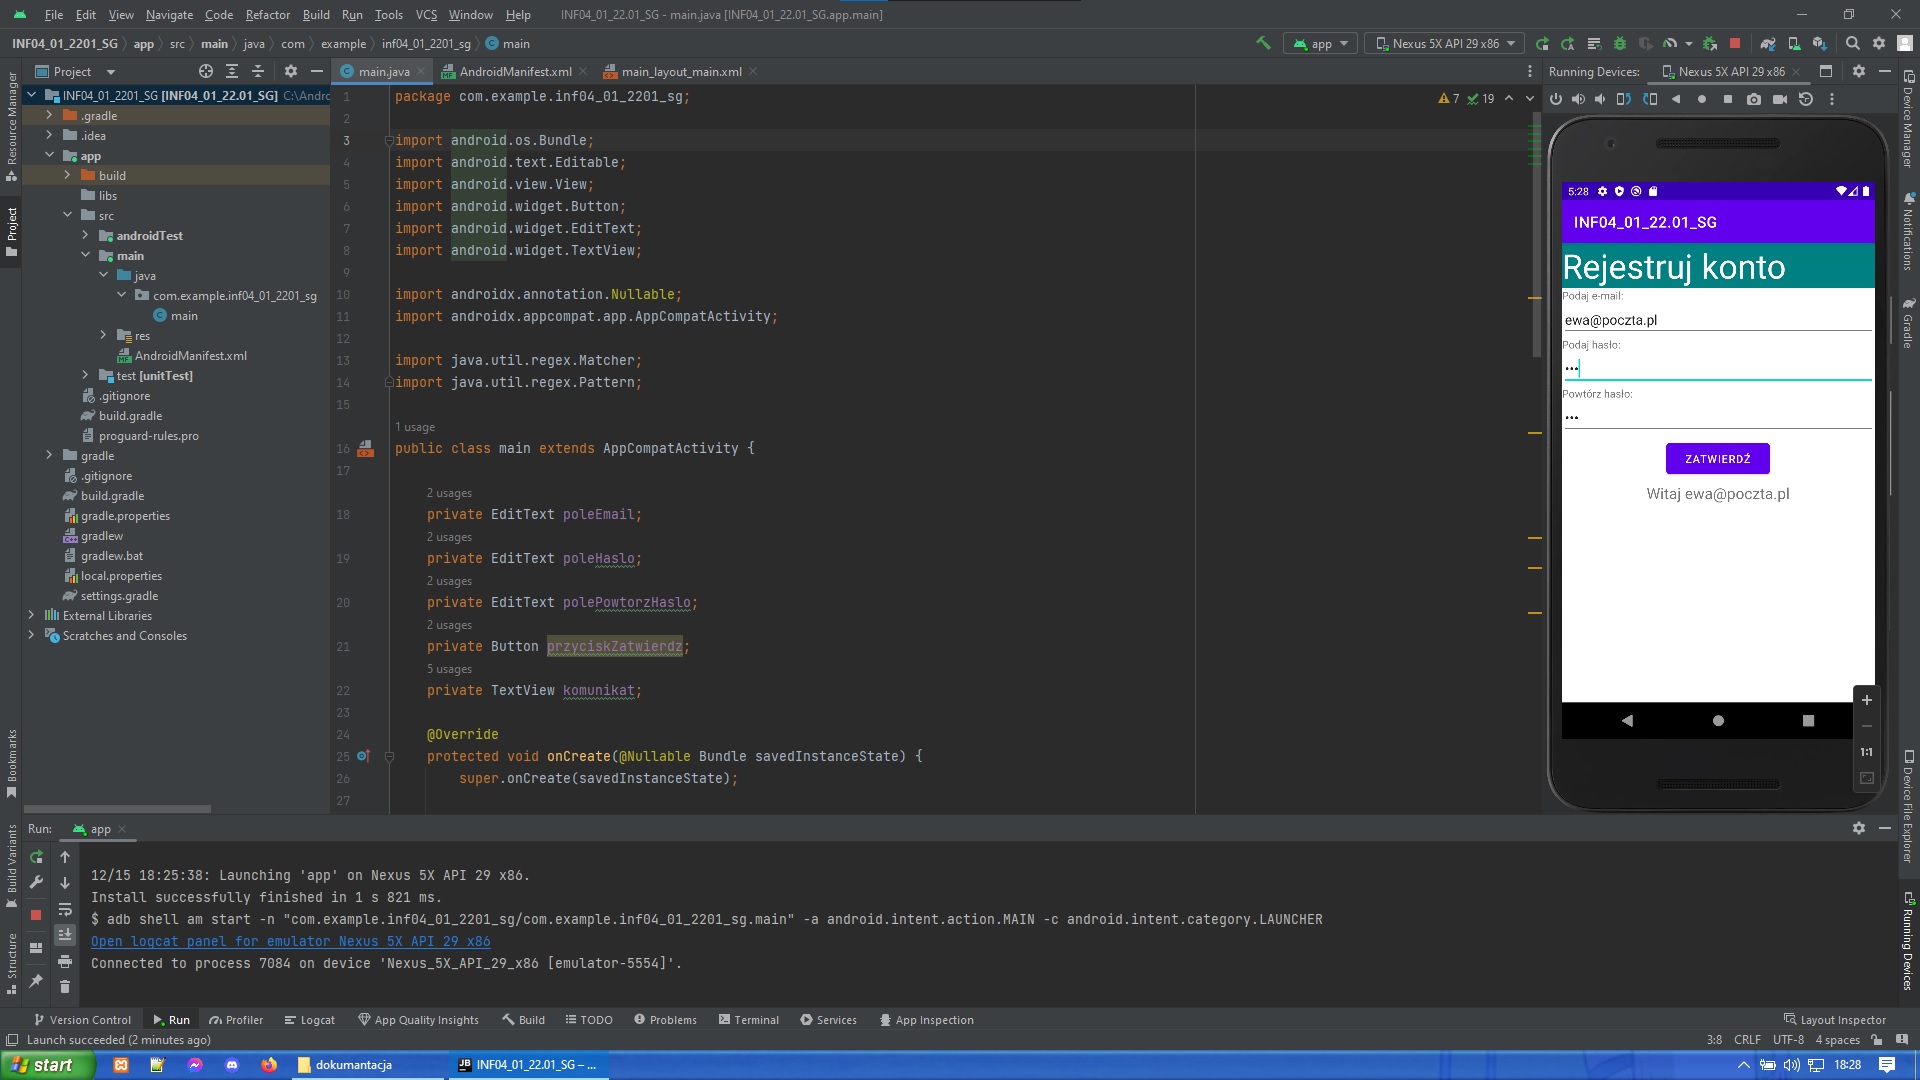 File Edit View Navigate Code Refactor Build Run Tools VCS Window Help INF04_01_22.01_SG - main.java [INF04_01_22.01_SG.app.main]
INF04_01_2201_SG app src main java com example inf04_01_2201_sg main app Nexus 5X API 29 x86
Project main.java AndroidManifest.xml main_layout_main.xml Running Devices: Nexus 5X API 29 x86
Resource Manager
Project
Bookmarks
Build Variants
Structure
INF04_01_2201_SG [INF04_01_22.01_SG] C:\Andro
.gradle
.idea
app
build
libs
src
androidTest
main
java
com.example.inf04_01_2201_sg
main
res
AndroidManifest.xml
test [unitTest]
.gitignore
build.gradle
proguard-rules.pro
gradle
.gitignore
build.gradle
gradle.properties
gradlew
gradlew.bat
local.properties
settings.gradle
External Libraries
Scratches and Consoles
7 19
1 package com.example.inf04_01_2201_sg;
2
3 import android.os.Bundle;
4 import android.text.Editable;
5 import android.view.View;
6 import android.widget.Button;
7 import android.widget.EditText;
8 import android.widget.TextView;
9
10 import androidx.annotation.Nullable;
11 import androidx.appcompat.app.AppCompatActivity;
12
13 import java.util.regex.Matcher;
14 import java.util.regex.Pattern;
15
1 usage
16 public class main extends AppCompatActivity {
17
2 usages
18 private EditText poleEmail;
2 usages
19 private EditText poleHaslo;
2 usages
20 private EditText polePowtorzHaslo;
2 usages
21 private Button przyciskZatwierdz;
5 usages
22 private TextView komunikat;
23
24 @Override
25 protected void onCreate(@Nullable Bundle savedInstanceState) {
26 super.onCreate(savedInstanceState);
27
5:28
INF04_01_22.01_SG
Rejestruj konto
Podaj e-mail:
ewa@poczta.pl
Podaj hasło:
•••
Powtórz hasło:
•••
ZATWIERDŹ
Witaj ewa@poczta.pl
1:1
Device Manager
Notifications
Gradle
Device File Explorer
Running Devices
Run: app
12/15 18:25:38: Launching 'app' on Nexus 5X API 29 x86.
Install successfully finished in 1 s 821 ms.
$ adb shell am start -n "com.example.inf04_01_2201_sg/com.example.inf04_01_2201_sg.main" -a android.intent.action.MAIN -c android.intent.category.LAUNCHER
Open logcat panel for emulator Nexus 5X API 29 x86
Connected to process 7084 on device 'Nexus_5X_API_29_x86 [emulator-5554]'.
Version Control Run Profiler Logcat App Quality Insights Build TODO Problems Terminal Services App Inspection Layout Inspector
Launch succeeded (2 minutes ago) 3:8 CRLF UTF-8 4 spaces
start dokumantacja INF04_01_22.01_SG – ... 18:28